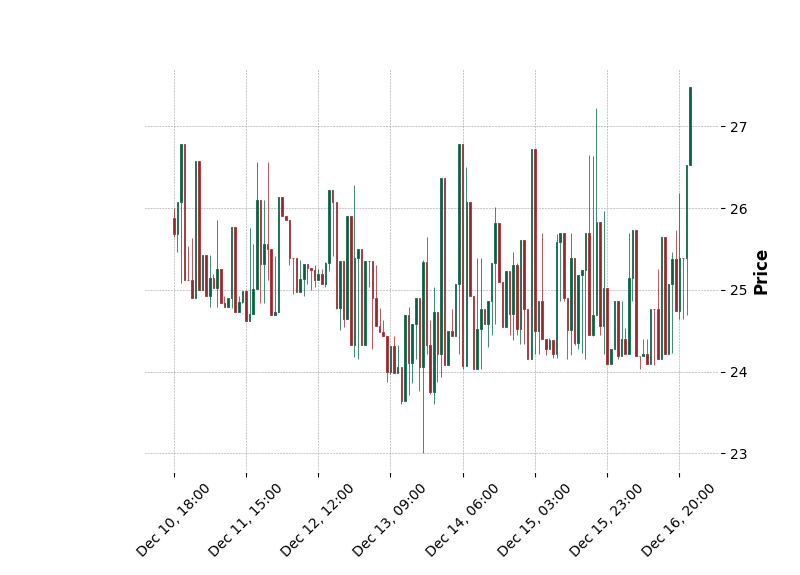 27
26
25
24
23
Price
Dec 10, 18:00
Dec 11, 15:00
Dec 12, 12:00
Dec 13, 09:00
Dec 14, 06:00
Dec 15, 03:00
Dec 15, 23:00
Dec 16, 20:00